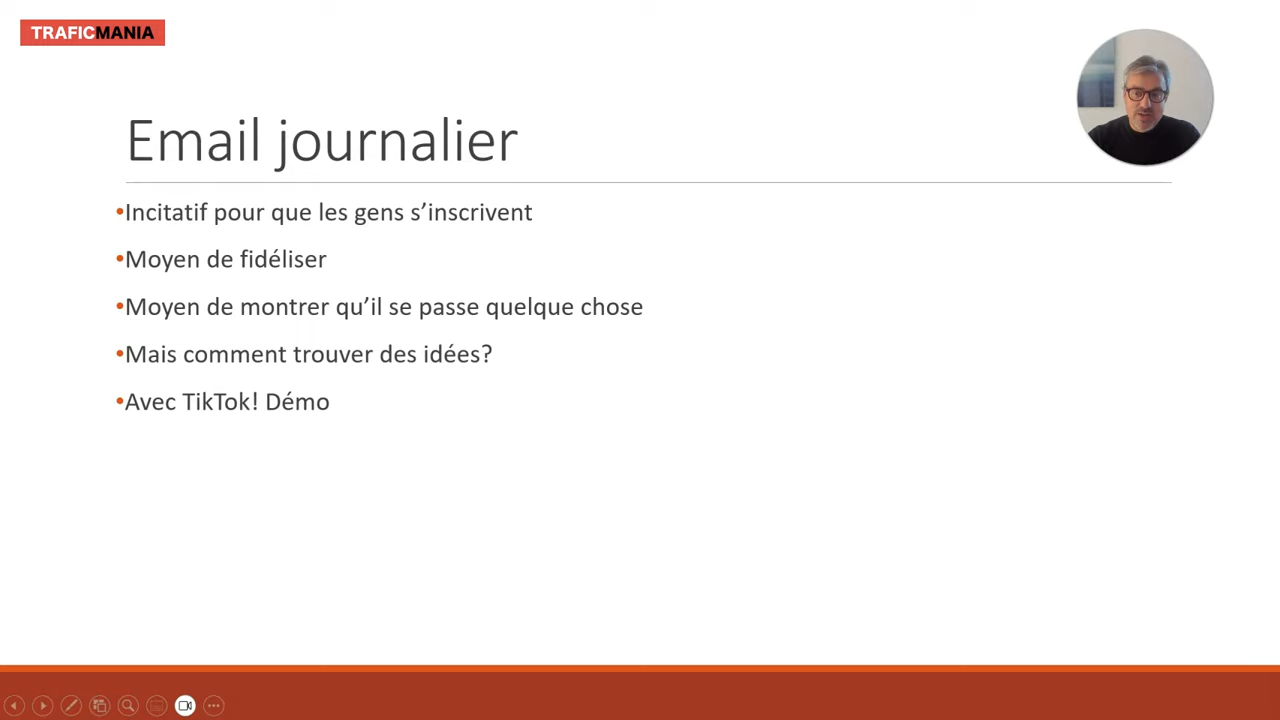 TRAFICMANIA
Email journalier
•Incitatif pour que les gens s’inscrivent
•Moyen de fidéliser
•Moyen de montrer qu’il se passe quelque chose
•Mais comment trouver des idées?
•Avec TikTok! Démo